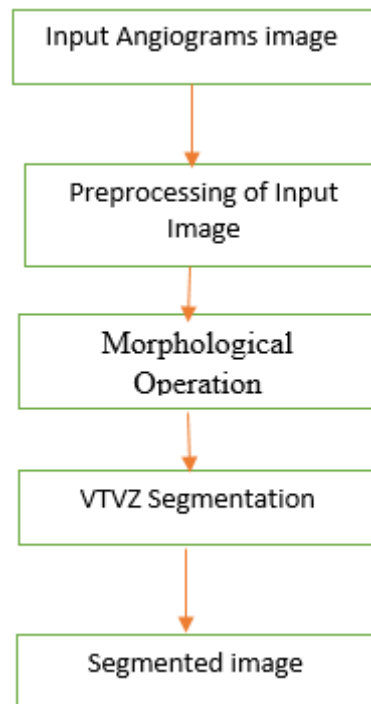 Input Angiograms image
Preprocessing of Input
Image
Morphological
Operation
VTVZ Segmentation
Segmented image